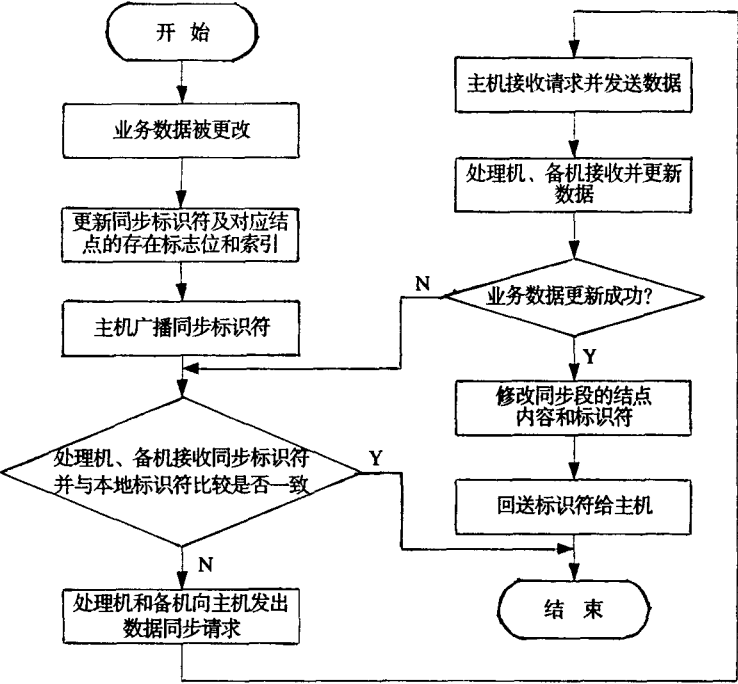 开 始
业务数据被更改
更新同步标识符及对应结
点的存在标志位和索引
主机广播同步标识符
处理机、备机接收同步标识符
并与本地标识符比较是否一致
Y
N
处理机和备机向主机发出
数据同步请求
主机接收请求并发送数据
处理机、备机接收并更新
数据
业务数据更新成功?
N
Y
修改同步段的结点
内容和标识符
回送标识符给主机
结 束